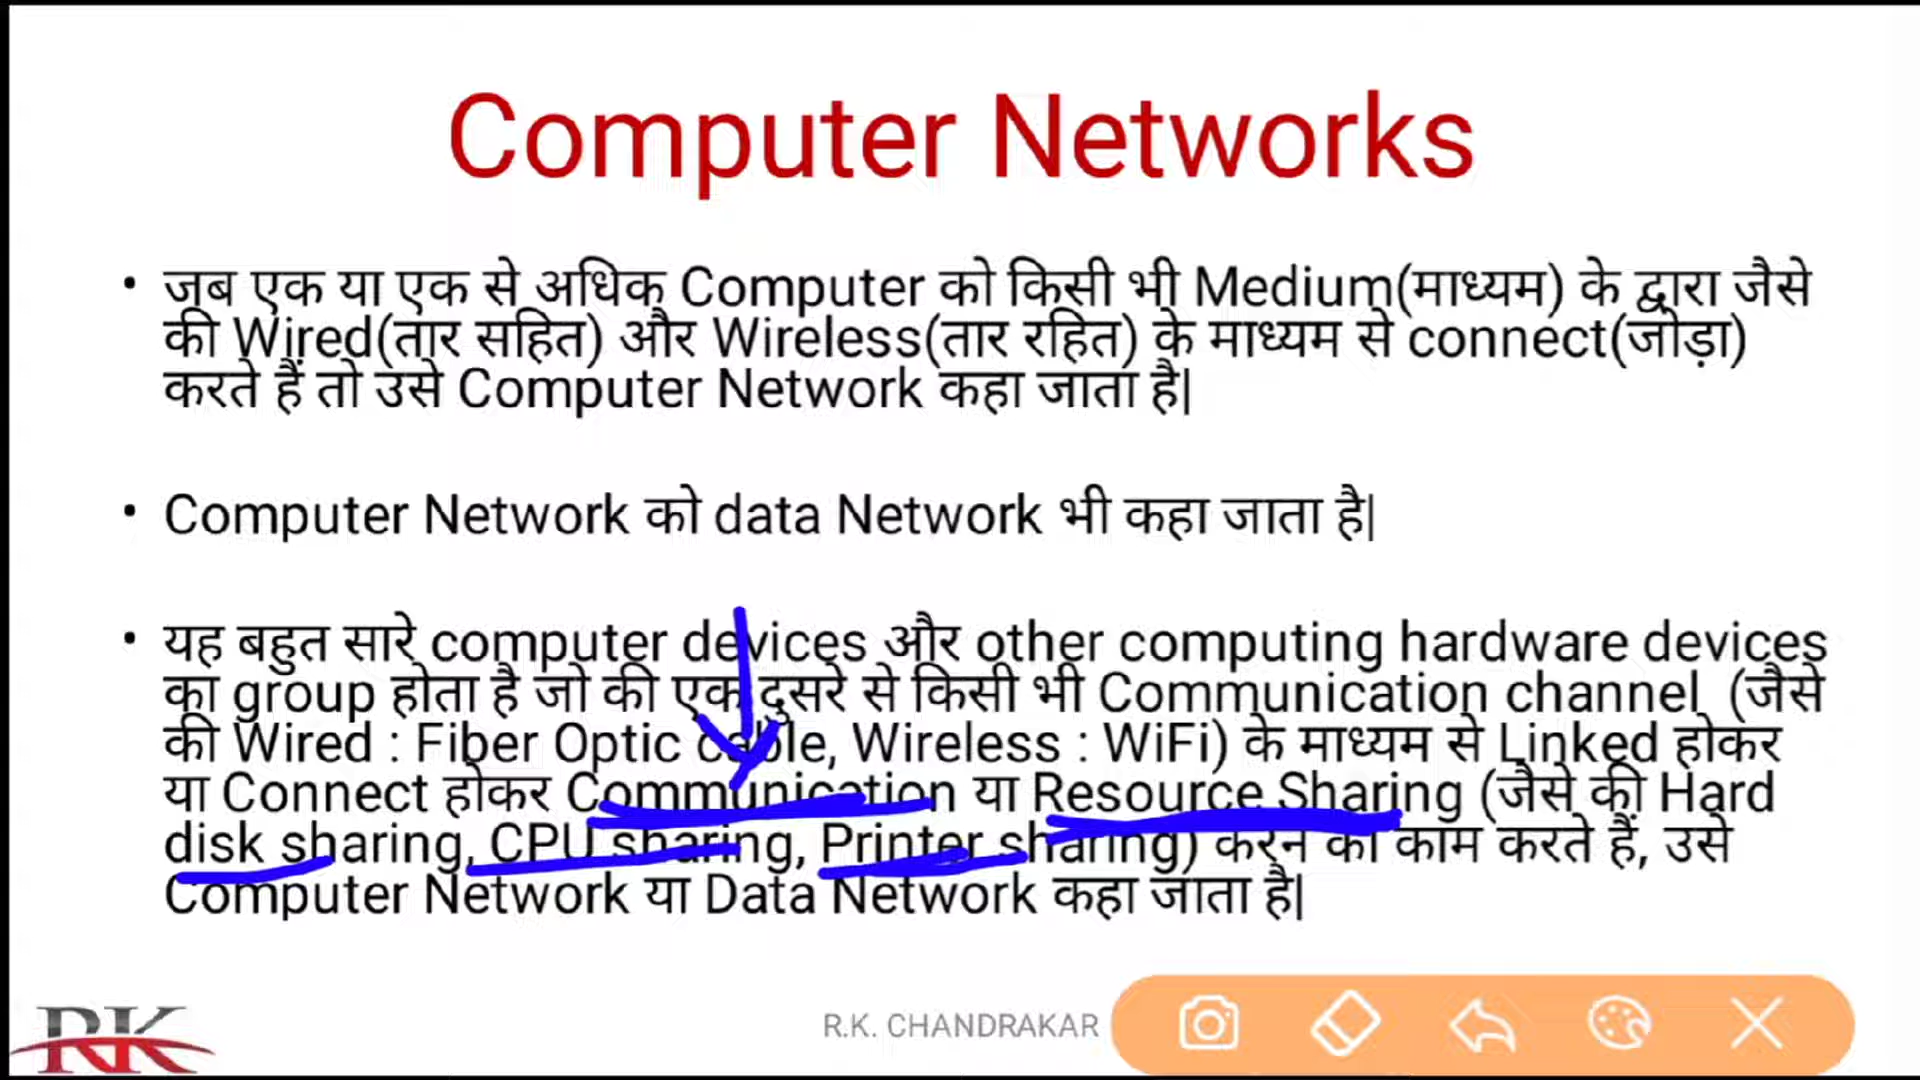 Computer Networks
• जब एक या एक से अधिक Computer को किसी भी Medium(माध्यम) के द्वारा जैसे
की Wired(तार सहित) और Wireless(तार रहित) के माध्यम से connect(जोड़ा)
करते हैं तो उसे Computer Network कहा जाता है|
• Computer Network को data Network भी कहा जाता है|
• यह बहुत सारे computer devices और other computing hardware devices
का group होता है जो की एक दुसरे से किसी भी Communication channel (जैसे
की Wired : Fiber Optic cable, Wireless : WiFi) के माध्यम से Linked होकर
या Connect होकर Communication या Resource Sharing (जैसे की Hard
disk sharing, CPU sharing, Printer sharing) करने का काम करते हैं, उसे
Computer Network या Data Network कहा जाता है|
RK
R.K. CHANDRAKAR